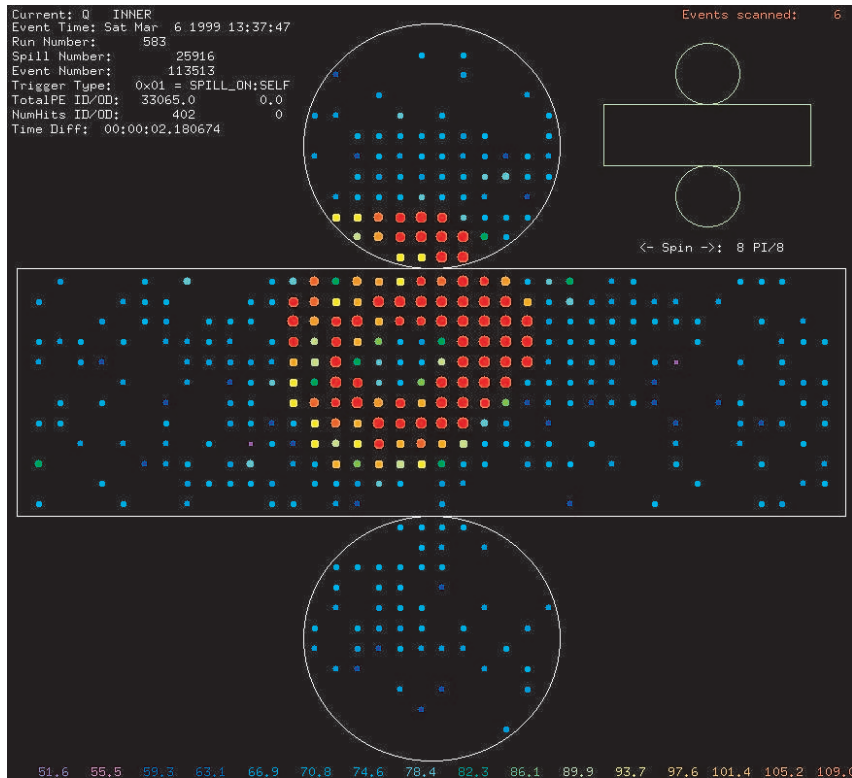 Current: Q   INNER
Event Time: Sat Mar  6 1999 13:37:47
Run Number:      583
Spill Number:        25916
Event Number:       113513
Trigger Type:   0x01 = SPILL_ON:SELF
TotalPE ID/OD:   33065.0     0.0
NumHits ID/OD:       402       0
Time Diff:  00:00:02.180674
Events scanned:     6
<- Spin ->:  8 PI/8
51.6 55.5 59.3 63.1 66.9 70.8 74.6 78.4 82.3 86.1 89.9 93.7 97.6 101.4 105.2 109.0